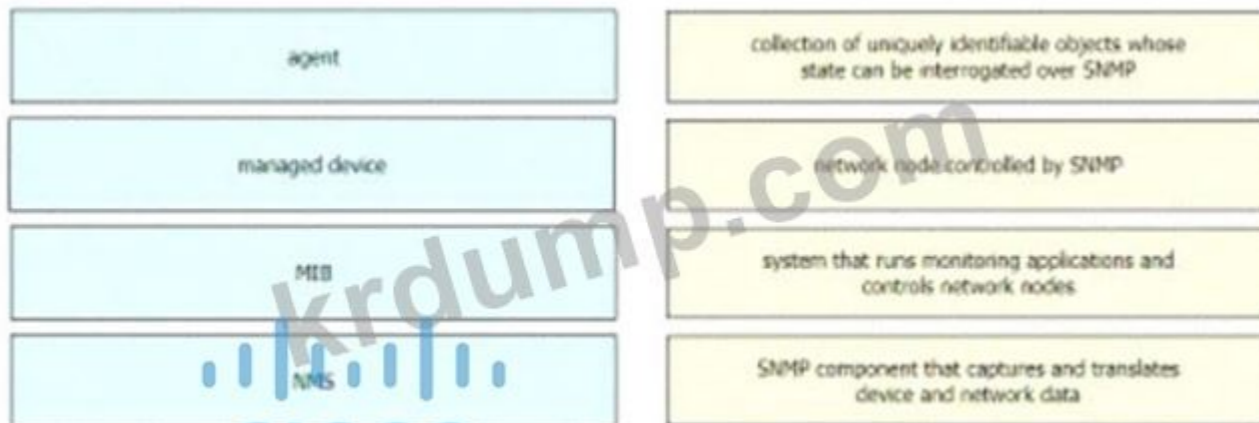 agent
collection of uniquely identifiable objects whose
state can be interrogated over SNMP
managed device
network node controlled by SNMP
MIB
system that runs monitoring applications and
controls network nodes
NMS
SNMP component that captures and translates
device and network data
krdump.com